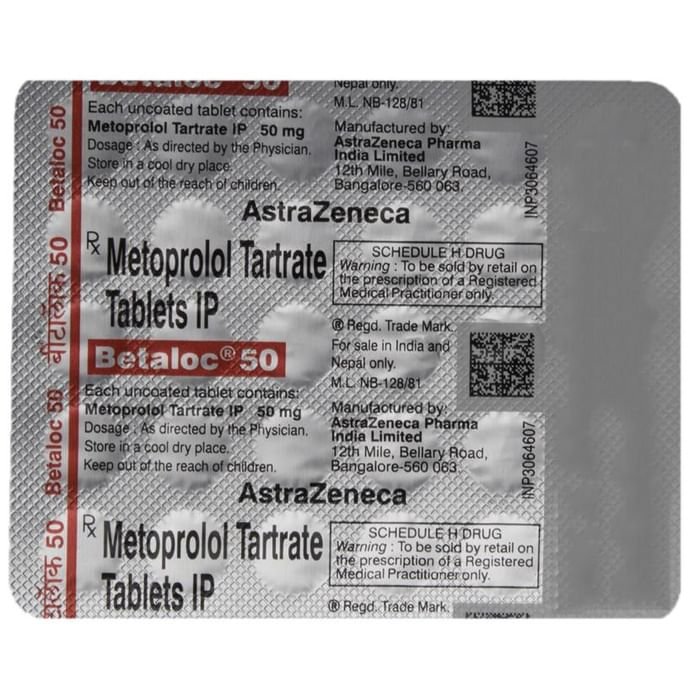 Betaloc 50
Each uncoated tablet contains:
Metoprolol Tartrate IP 50 mg
Dosage : As directed by the Physician.
Store in a cool dry place.
Keep out of the reach of children.
Nepal only.
M.L. NB-128/81
Manufactured by:
AstraZeneca Pharma
India Limited
12th Mile, Bellary Road,
Bangalore-560 063.
INP3064607
AstraZeneca
Rx Metoprolol Tartrate
Tablets IP
SCHEDULE H DRUG
Warning : To be sold by retail on
the prescription of a Registered
Medical Practitioner only.
Betaloc® 50
Each uncoated tablet contains:
Metoprolol Tartrate IP 50 mg
Dosage : As directed by the Physician.
Store in a cool dry place.
Keep out of the reach of children.
® Regd. Trade Mark.
For sale in India and
Nepal only.
M.L. NB-128/81
Manufactured by:
AstraZeneca Pharma
India Limited
12th Mile, Bellary Road,
Bangalore-560 063.
INP3064607
AstraZeneca
Rx Metoprolol Tartrate
Tablets IP
SCHEDULE H DRUG
Warning : To be sold by retail on
the prescription of a Registered
Medical Practitioner only.
® Regd. Trade Mark.
Betaloc 50
बीटालॉक 50
Betaloc 50
50